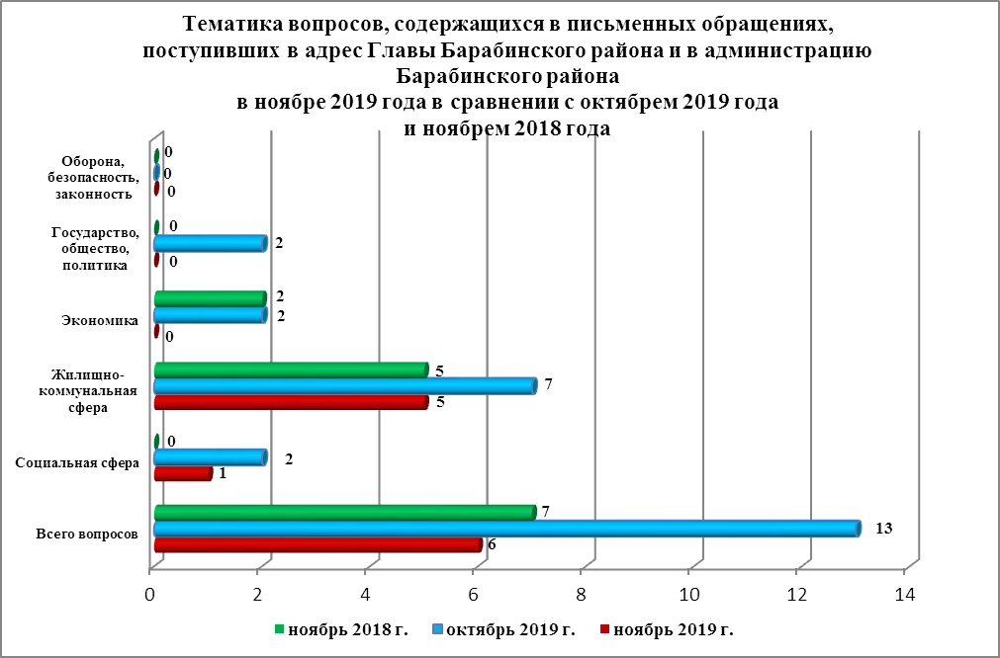 Тематика вопросов, содержащихся в письменных обращениях,
поступивших в адрес Главы Барабинского района и в администрацию
Барабинского района
в ноябре 2019 года в сравнении с октябрем 2019 года
и ноябрем 2018 года
Оборона,
безопасность,
законность
0
0
0
Государство,
общество,
политика
0
2
0
Экономика
2
2
0
Жилищно-
коммунальная
сфера
5
7
5
Социальная сфера
0
2
1
Всего вопросов
7
13
6
0 2 4 6 8 10 12 14
ноябрь 2018 г. октябрь 2019 г. ноябрь 2019 г.